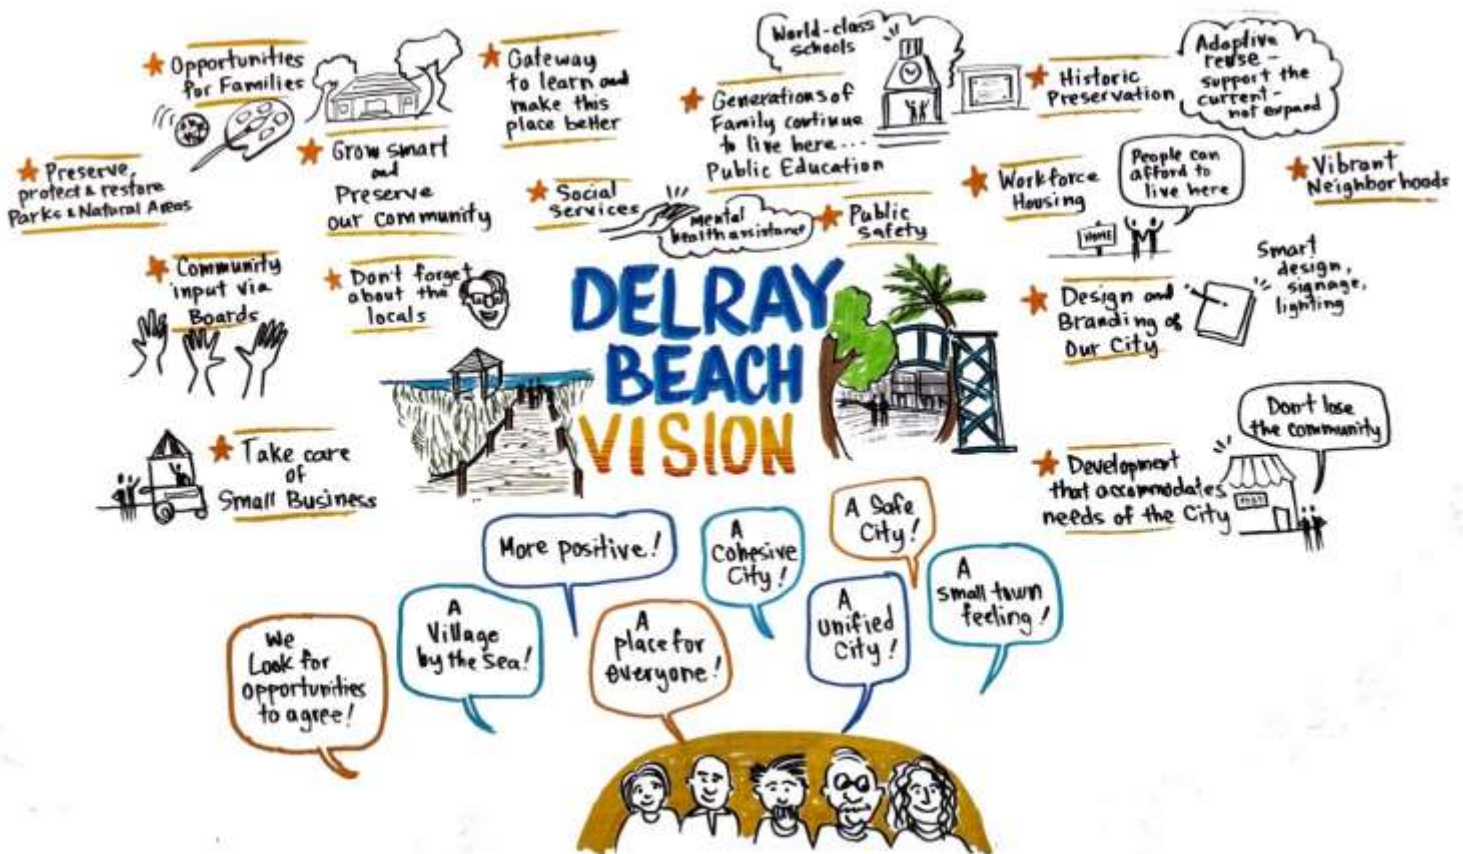 Opportunities
for Families
Gateway
to learn and
make this
place better
World-class
schools
Generations of
Family continue
to live here...
Public Education
Historic
Preservation
Adaptive
reuse -
support the
current -
not expand
Preserve,
protect & restore
Parks & Natural Areas
Grow smart
and
Preserve
our community
Social
Services
Mental
health assistance
Public
safety
Workforce
Housing
People can
afford to
live here
HOME
Vibrant
Neighborhoods
Community
input via
Boards
Don't forget
about the
locals
DELRAY
BEACH
VISION
Design and
Branding of
Our City
Smart
design,
signage,
lighting
Take care
of
Small Business
Development
that accommodates
needs of the City
Don't lose
the community
More positive!
A
Cohesive
City!
A Safe
City!
A
small town
feeling!
We
Look for
opportunities
to agree!
A
Village
by the Sea!
A
place for
everyone!
A
unified
City!